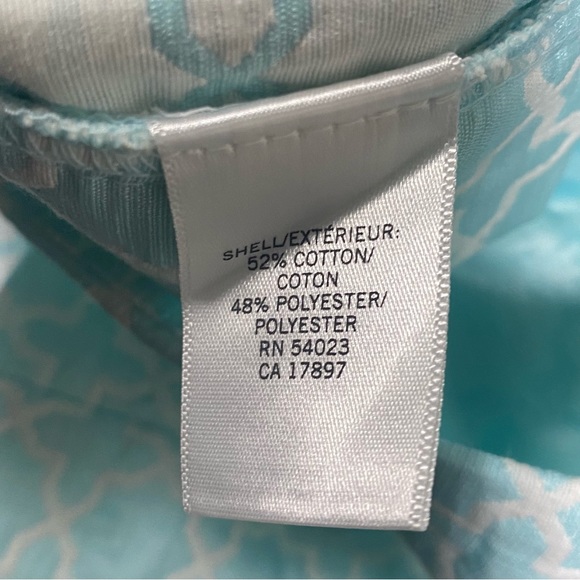 SHELL/EXTÉRIEUR:
52% COTTON/
COTON
48% POLYESTER/
POLYESTER
RN 54023
CA 17897